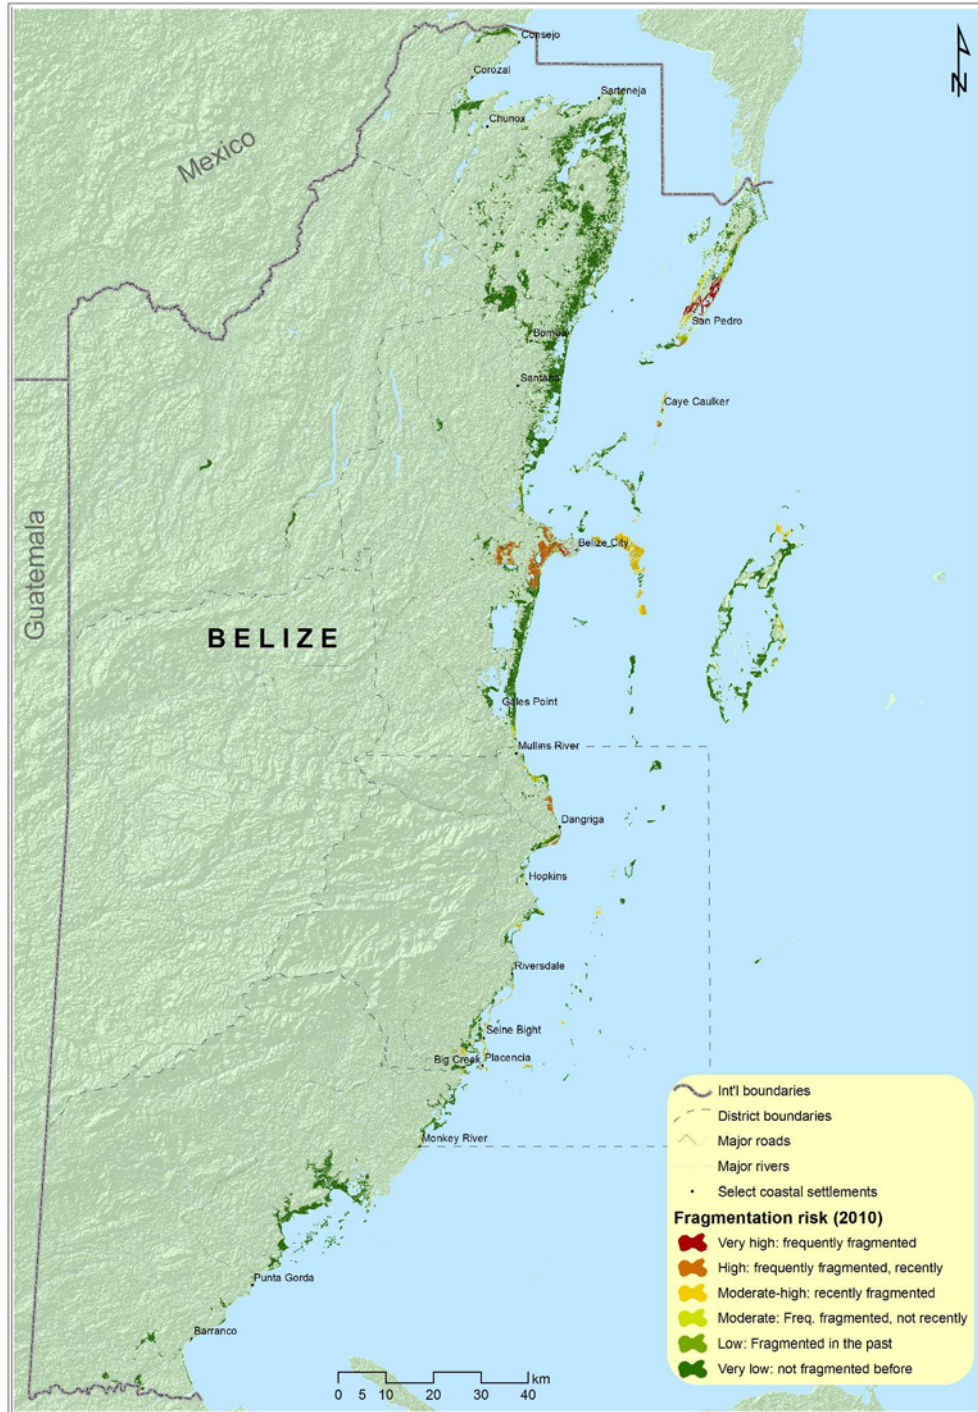 Consejo
Corozal
Sarteneja
Chunox
Mexico
San Pedro
Bomba
Santana
Caye Caulker
Belize City
Guatemala
BELIZE
Gales Point
Mullins River
Dangriga
Hopkins
Riversdale
Seine Bight
Big Creek
Placencia
Monkey River
Punta Gorda
Barranco
N
Int'l boundaries
District boundaries
Major roads
Major rivers
Select coastal settlements
Fragmentation risk (2010)
Very high: frequently fragmented
High: frequently fragmented, recently
Moderate-high: recently fragmented
Moderate: Freq. fragmented, not recently
Low: Fragmented in the past
Very low: not fragmented before
km
0 5 10 20 30 40